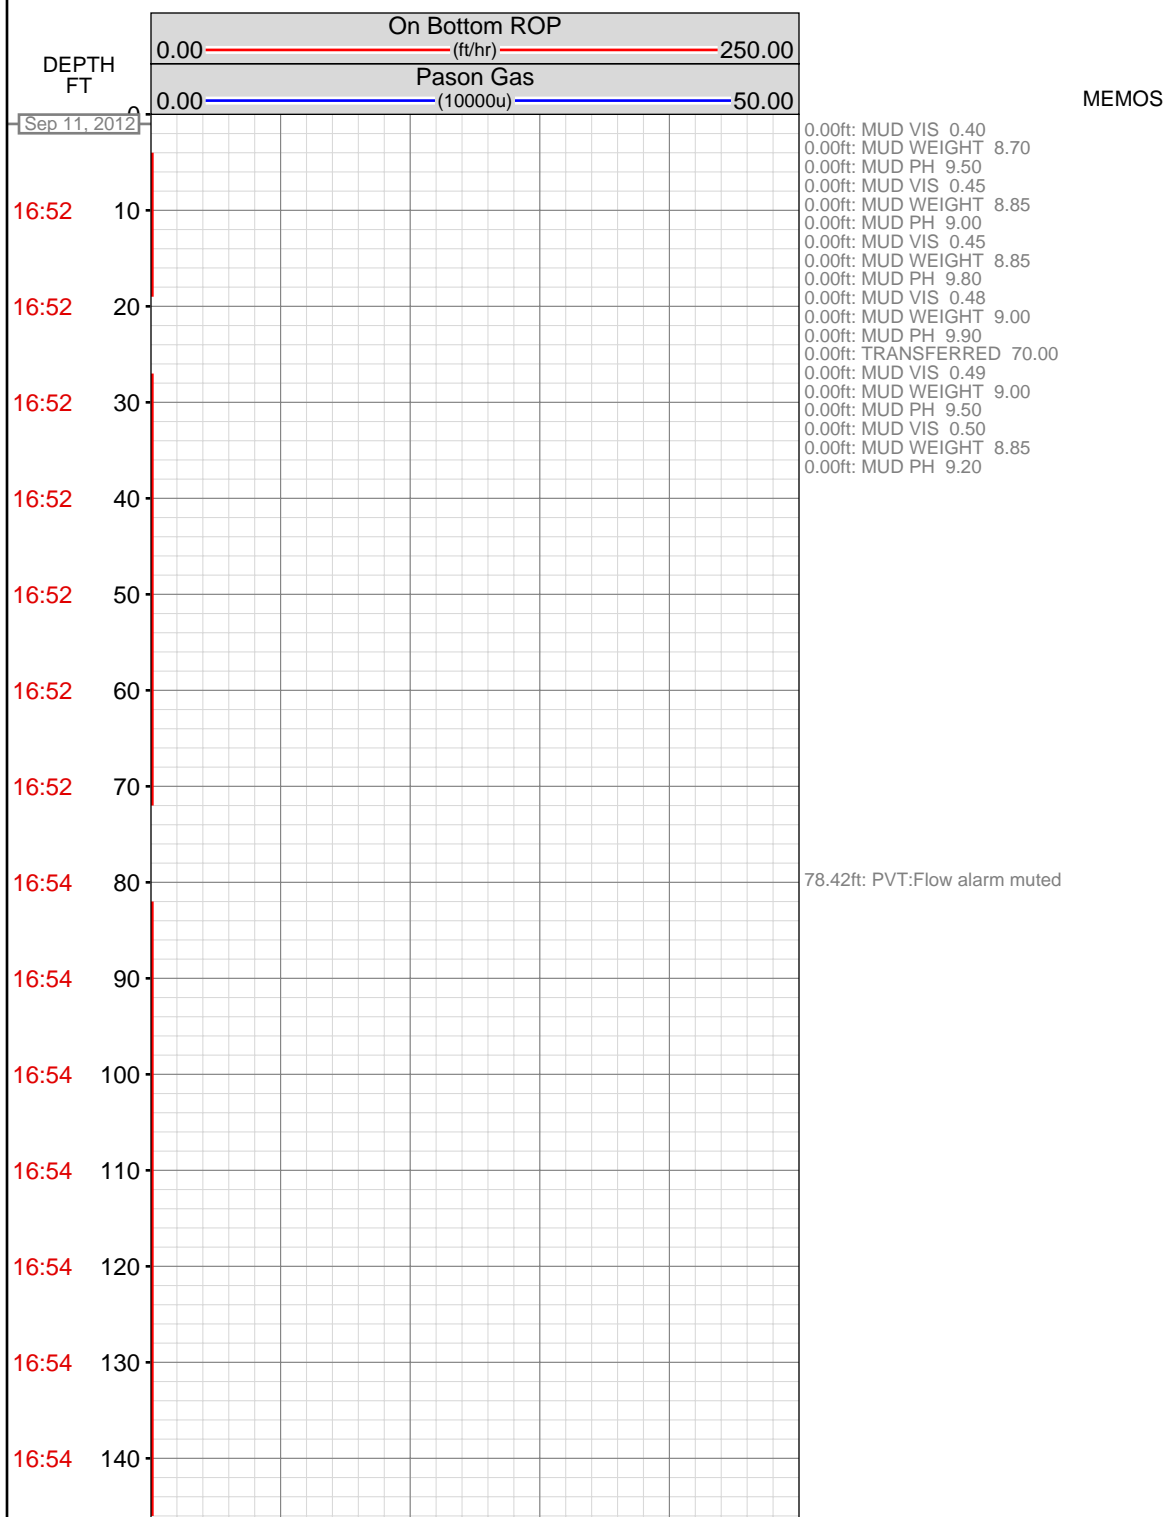 On Bottom ROP
0.00 (ft/hr) 250.00
DEPTH
FT
Pason Gas
0.00 (10000u) 50.00
MEMOS
0
Sep 11, 2012
0.00ft: MUD VIS 0.40
0.00ft: MUD WEIGHT 8.70
0.00ft: MUD PH 9.50
0.00ft: MUD VIS 0.45
0.00ft: MUD WEIGHT 8.85
16:52 10
0.00ft: MUD PH 9.00
0.00ft: MUD VIS 0.45
0.00ft: MUD WEIGHT 8.85
0.00ft: MUD PH 9.80
0.00ft: MUD VIS 0.48
16:52 20
0.00ft: MUD WEIGHT 9.00
0.00ft: MUD PH 9.90
0.00ft: TRANSFERRED 70.00
0.00ft: MUD VIS 0.49
0.00ft: MUD WEIGHT 9.00
16:52 30
0.00ft: MUD PH 9.50
0.00ft: MUD VIS 0.50
0.00ft: MUD WEIGHT 8.85
0.00ft: MUD PH 9.20
16:52 40
16:52 50
16:52 60
16:52 70
16:54 80
78.42ft: PVT:Flow alarm muted
16:54 90
16:54 100
16:54 110
16:54 120
16:54 130
16:54 140